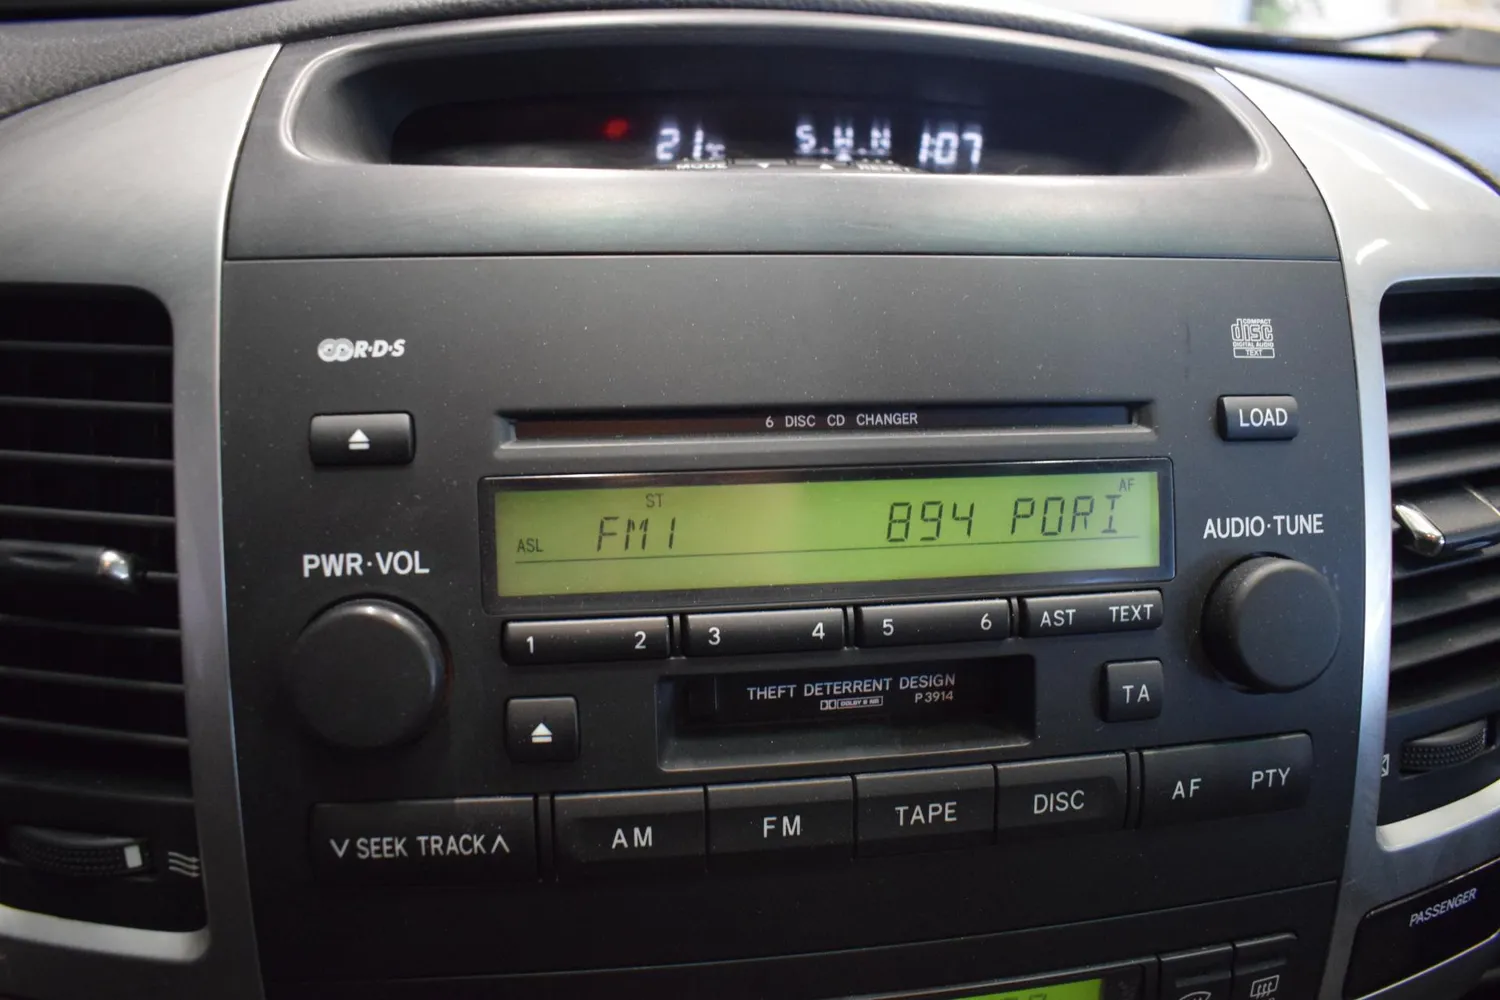 21°C S.W.N 1:07
MODE RESET
R·D·S
COMPACT
disc
DIGITAL AUDIO
TEXT
6 DISC CD CHANGER
LOAD
ST AF
ASL FM1 894 PORI
PWR·VOL
AUDIO·TUNE
1 2 3 4 5 6 AST TEXT
THEFT DETERRENT DESIGN
DOLBY B NR P3914
TA
∨ SEEK TRACK ∧ AM FM TAPE DISC AF PTY
PASSENGER